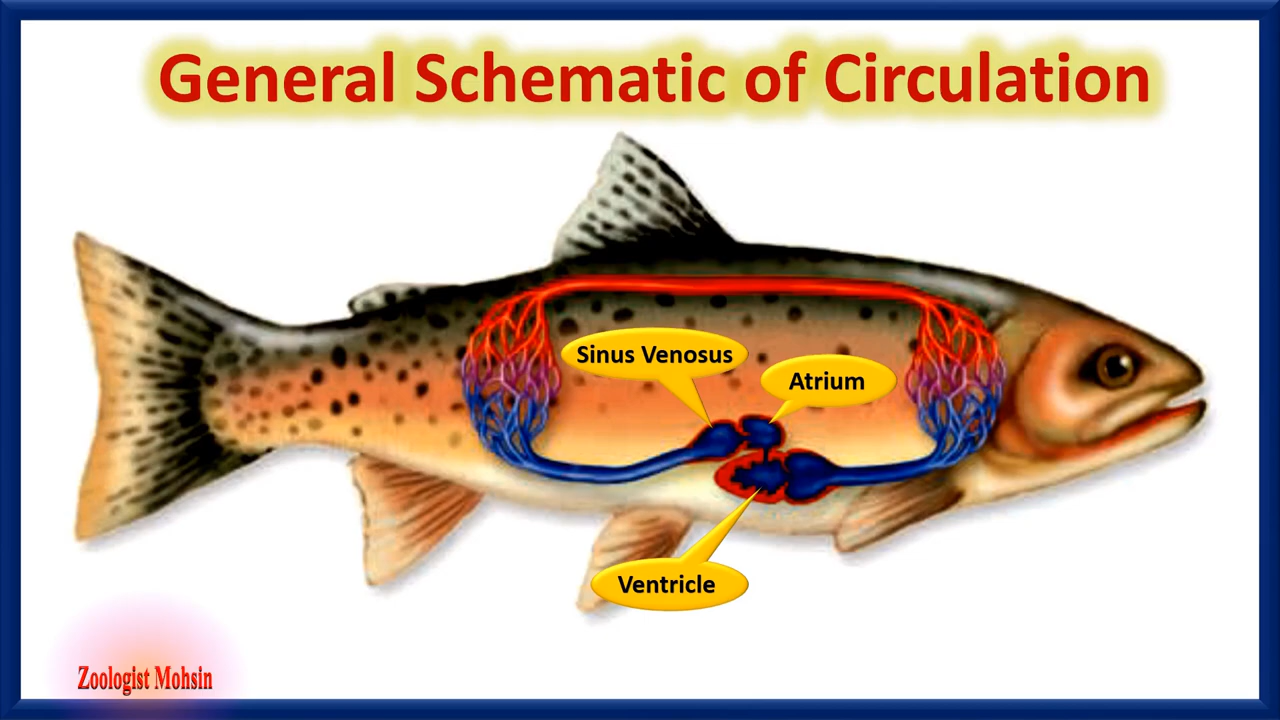 General Schematic of Circulation
Sinus Venosus
Atrium
Ventricle
Zoologist Mohsin